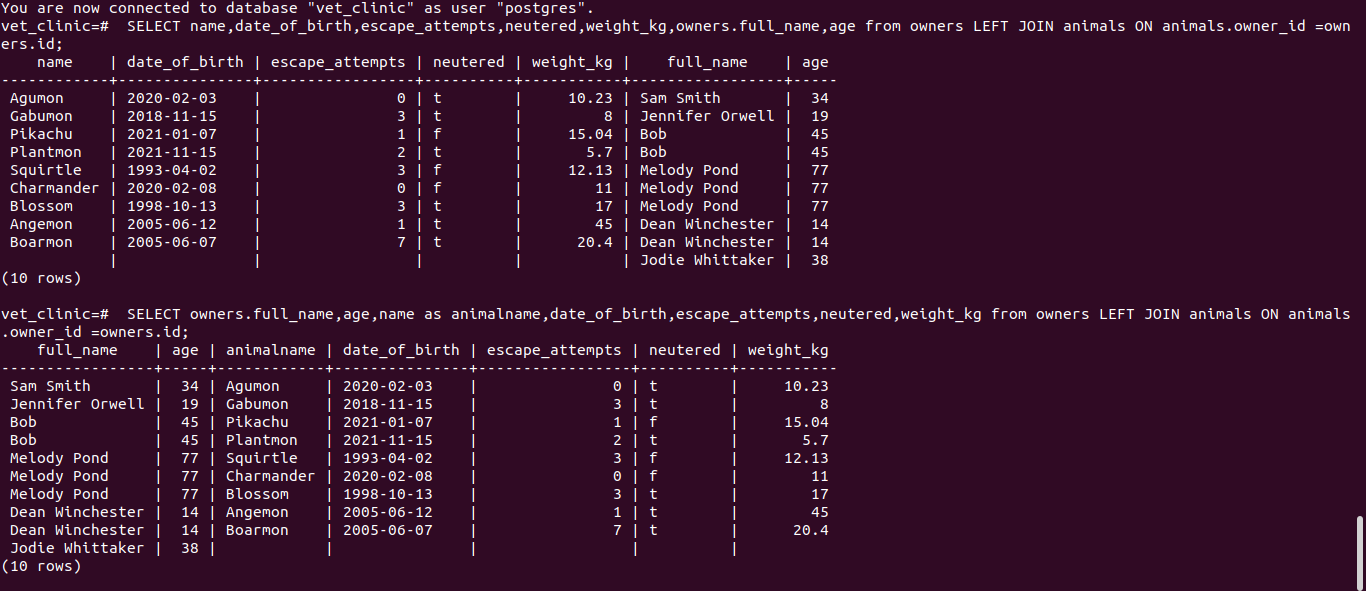 You are now connected to database "vet_clinic" as user "postgres".
vet_clinic=#  SELECT name,date_of_birth,escape_attempts,neutered,weight_kg,owners.full_name,age from owners LEFT JOIN animals ON animals.owner_id =own
ers.id;
    name    | date_of_birth | escape_attempts | neutered | weight_kg |    full_name    | age
------------+---------------+-----------------+----------+-----------+-----------------+-----
 Agumon     | 2020-02-03    |               0 | t        |     10.23 | Sam Smith       |  34
 Gabumon    | 2018-11-15    |               3 | t        |         8 | Jennifer Orwell |  19
 Pikachu    | 2021-01-07    |               1 | f        |     15.04 | Bob             |  45
 Plantmon   | 2021-11-15    |               2 | t        |       5.7 | Bob             |  45
 Squirtle   | 1993-04-02    |               3 | f        |     12.13 | Melody Pond     |  77
 Charmander | 2020-02-08    |               0 | f        |        11 | Melody Pond     |  77
 Blossom    | 1998-10-13    |               3 | t        |        17 | Melody Pond     |  77
 Angemon    | 2005-06-12    |               1 | t        |        45 | Dean Winchester |  14
 Boarmon    | 2005-06-07    |               7 | t        |      20.4 | Dean Winchester |  14
            |               |                 |          |           | Jodie Whittaker |  38
(10 rows)

vet_clinic=#  SELECT owners.full_name,age,name as animalname,date_of_birth,escape_attempts,neutered,weight_kg from owners LEFT JOIN animals ON animals
.owner_id =owners.id;
    full_name    | age | animalname | date_of_birth | escape_attempts | neutered | weight_kg
-----------------+-----+------------+---------------+-----------------+----------+-----------
 Sam Smith       |  34 | Agumon     | 2020-02-03    |               0 | t        |     10.23
 Jennifer Orwell |  19 | Gabumon    | 2018-11-15    |               3 | t        |         8
 Bob             |  45 | Pikachu    | 2021-01-07    |               1 | f        |     15.04
 Bob             |  45 | Plantmon   | 2021-11-15    |               2 | t        |       5.7
 Melody Pond     |  77 | Squirtle   | 1993-04-02    |               3 | f        |     12.13
 Melody Pond     |  77 | Charmander | 2020-02-08    |               0 | f        |        11
 Melody Pond     |  77 | Blossom    | 1998-10-13    |               3 | t        |        17
 Dean Winchester |  14 | Angemon    | 2005-06-12    |               1 | t        |        45
 Dean Winchester |  14 | Boarmon    | 2005-06-07    |               7 | t        |      20.4
 Jodie Whittaker |  38 |            |               |                 |          |
(10 rows)